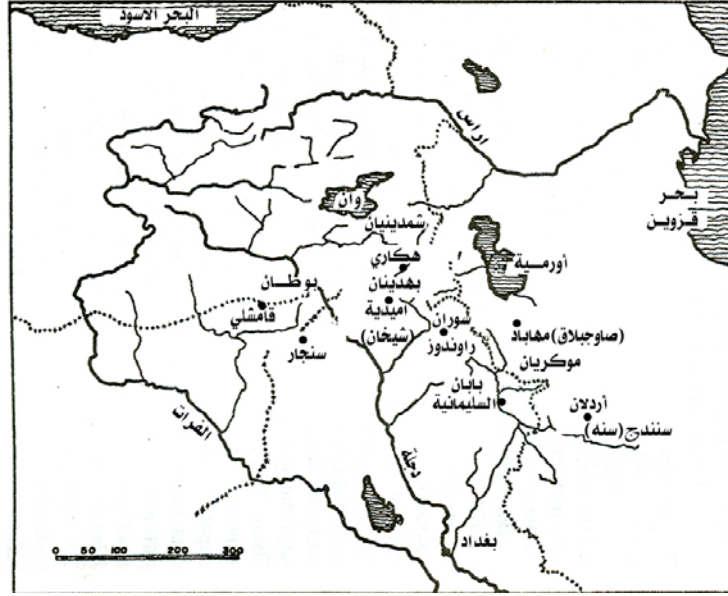 البحر الاسود
اراس
بحر
قزوين
وان
شمدينيان
أورمية
هكاري
بهدينان
اميدية
(شيخان)
بوطان
قامشلي
سنجار
سوران
راوندوز
(صاوجبلاق) مهاباد
موكريان
بابان
السليمانية
أردلان
سنندج (سنه)
الفرات
دجلة
بغداد
0 50 100 200 300